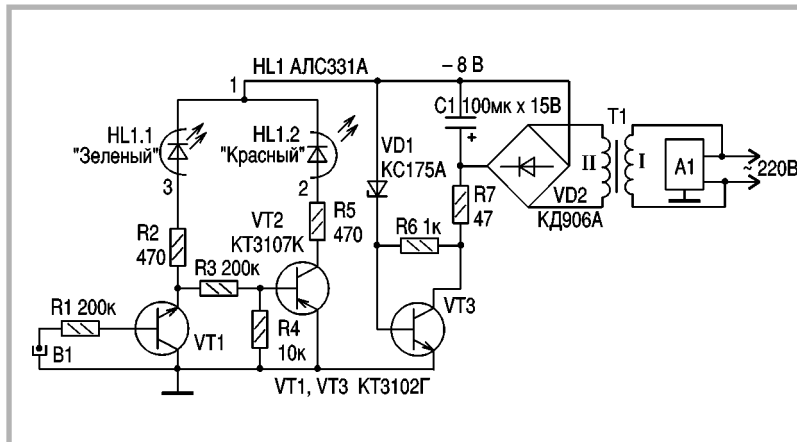 HL1 АЛС331А
– 8 В
1
C1 100мк x 15В
T1
HL1.1
"Зеленый"
HL1.2
"Красный"
VD1
КС175А
II
I
A1
~ 220В
3
2
R5
470
R7
47
VD2
КД906А
R2
470
VT2
КТ3107К
R6 1к
R3 200к
R1 200к
VT1
R4
10к
VT3
B1
VT1, VT3 КТ3102Г
+